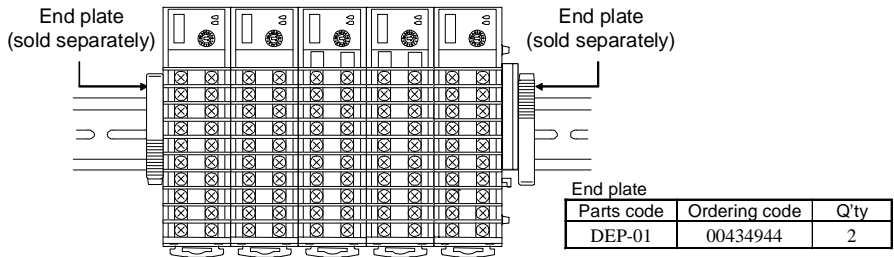 End plate
(sold separately)
End plate
(sold separately)
End plate
Parts code Ordering code Q'ty
DEP-01 00434944 2